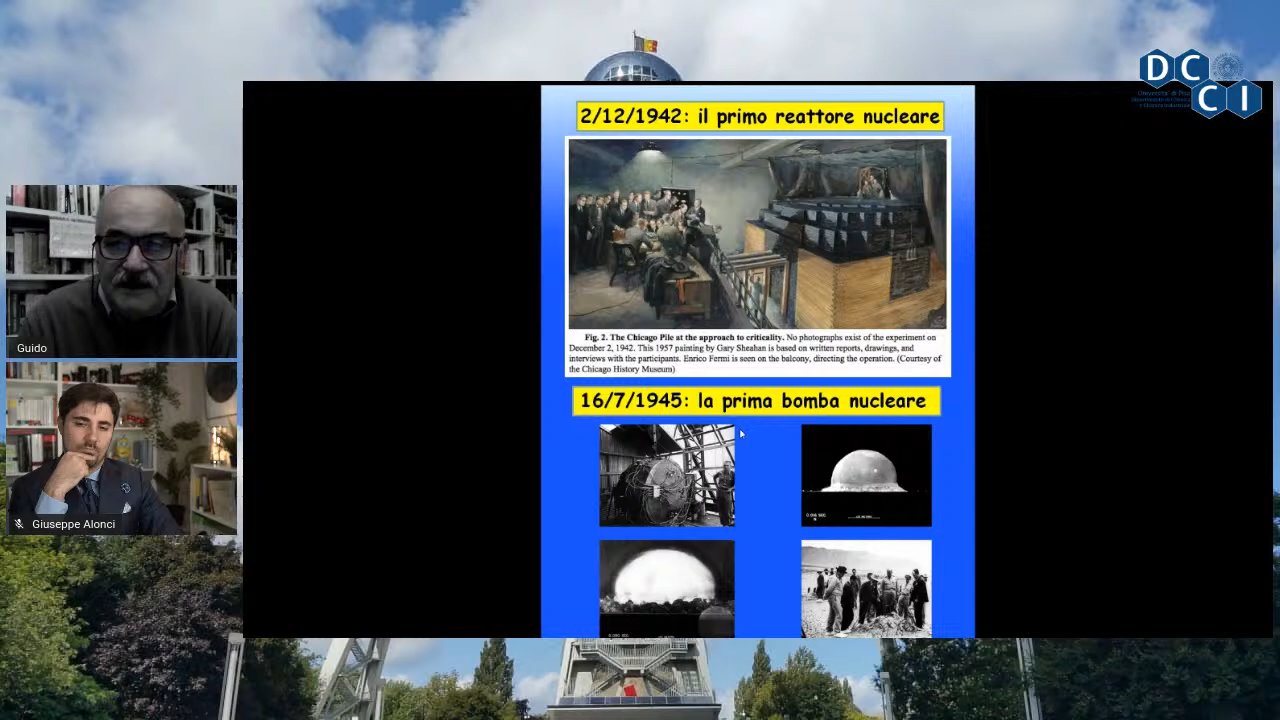 DC
CI
Università di Pisa
2/12/1942: il primo reattore nucleare
Fig. 2. The Chicago Pile at the approach to criticality. No photographs exist of the experiment on
December 2, 1942. This 1957 painting by Gary Sheahan is based on written reports, drawings, and
interviews with the participants. Enrico Fermi is seen on the balcony, directing the operation. (Courtesy of
the Chicago History Museum)
16/7/1945: la prima bomba nucleare
Guido
Giuseppe Alonci